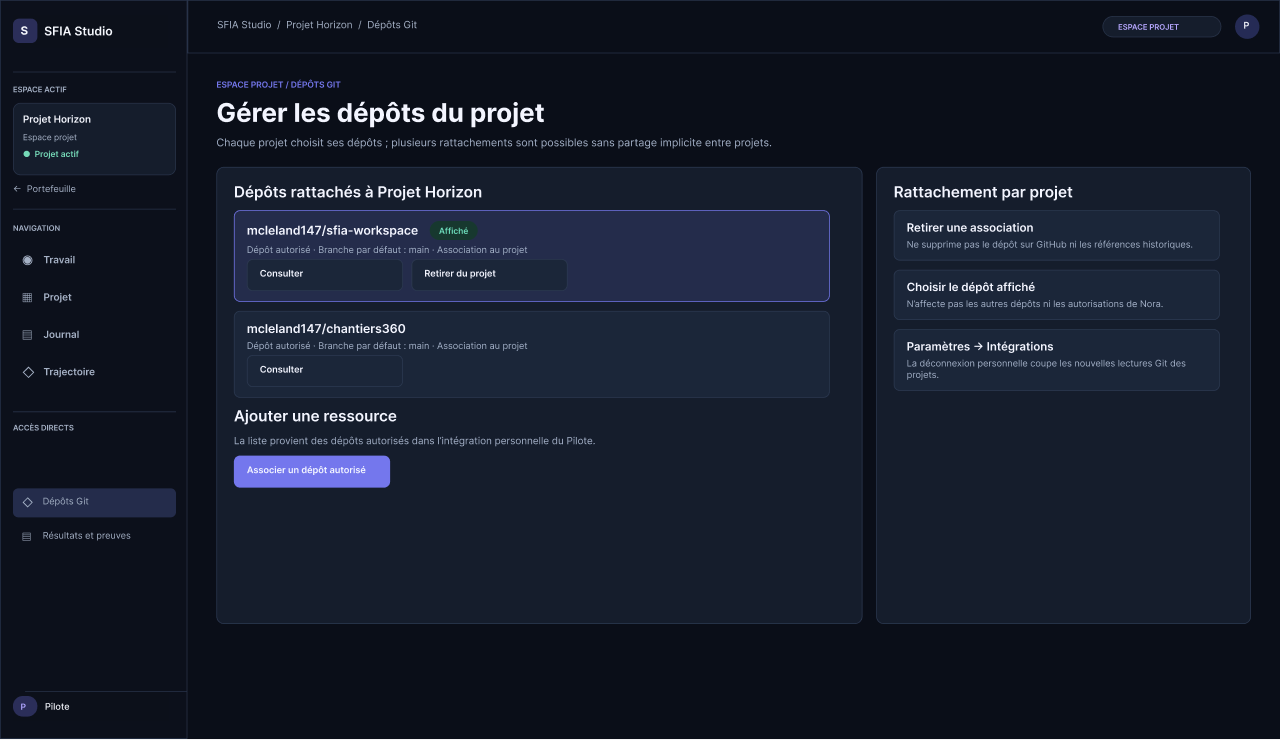 S SFIA Studio
SFIA Studio / Projet Horizon / Dépôts Git
ESPACE PROJET
P
ESPACE ACTIF
Projet Horizon
Espace projet
Projet actif
← Portefeuille
NAVIGATION
Travail
Projet
Journal
Trajectoire
ACCÈS DIRECTS
Dépôts Git
Résultats et preuves
P Pilote
ESPACE PROJET / DÉPÔTS GIT
Gérer les dépôts du projet
Chaque projet choisit ses dépôts ; plusieurs rattachements sont possibles sans partage implicite entre projets.
Dépôts rattachés à Projet Horizon
mcleland147/sfia-workspace Affiché
Dépôt autorisé · Branche par défaut : main · Association au projet
Consulter Retirer du projet
mcleland147/chantiers360
Dépôt autorisé · Branche par défaut : main · Association au projet
Consulter
Ajouter une ressource
La liste provient des dépôts autorisés dans l'intégration personnelle du Pilote.
Associer un dépôt autorisé
Rattachement par projet
Retirer une association
Ne supprime pas le dépôt sur GitHub ni les références historiques.
Choisir le dépôt affiché
N'affecte pas les autres dépôts ni les autorisations de Nora.
Paramètres → Intégrations
La déconnexion personnelle coupe les nouvelles lectures Git des
projets.